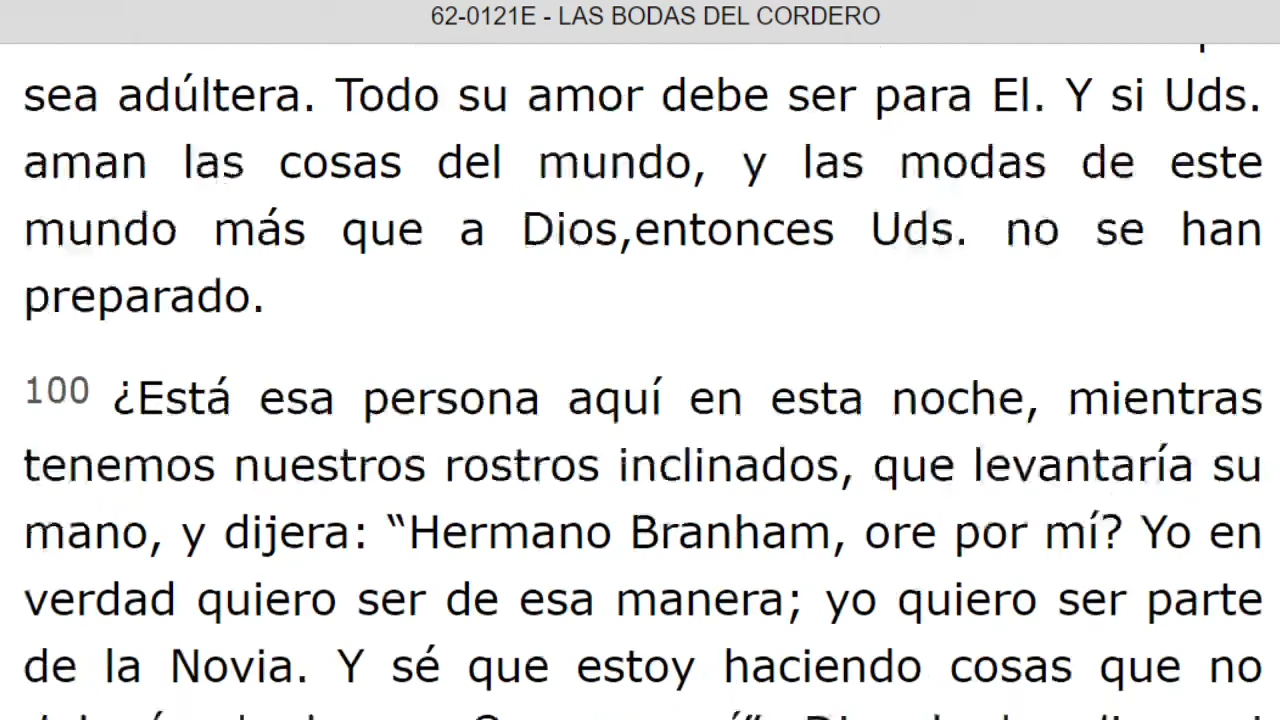 62-0121E - LAS BODAS DEL CORDERO
sea adúltera. Todo su amor debe ser para El. Y si Uds.
aman las cosas del mundo, y las modas de este
mundo más que a Dios,entonces Uds. no se han
preparado.
100 ¿Está esa persona aquí en esta noche, mientras
tenemos nuestros rostros inclinados, que levantaría su
mano, y dijera: “Hermano Branham, ore por mí? Yo en
verdad quiero ser de esa manera; yo quiero ser parte
de la Novia. Y sé que estoy haciendo cosas que no